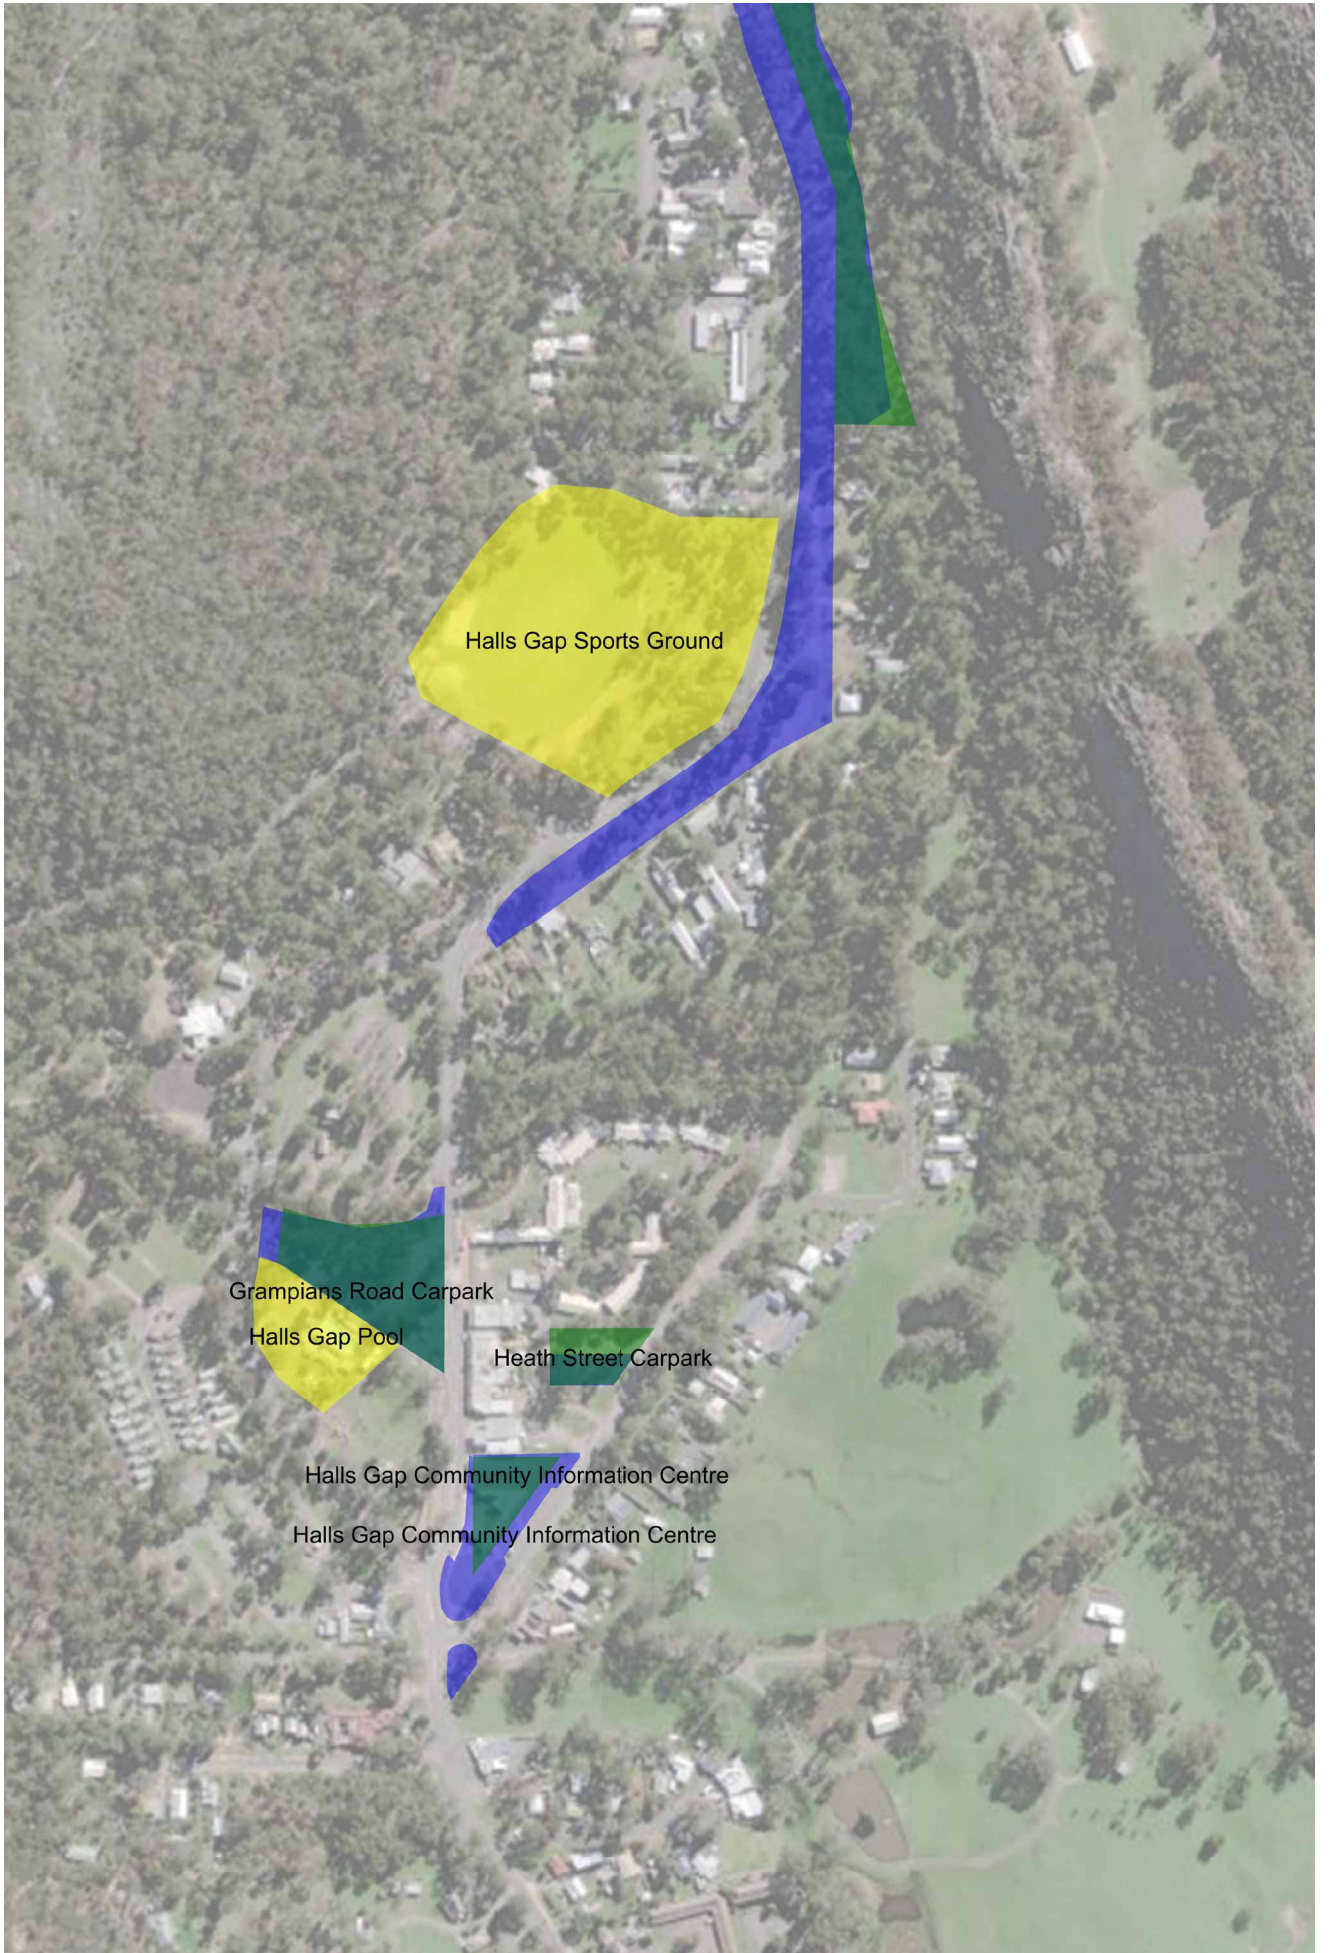 Halls Gap Sports Ground
Grampians Road Carpark
Halls Gap Pool
Heath Street Carpark
Halls Gap Community Information Centre
Halls Gap Community Information Centre